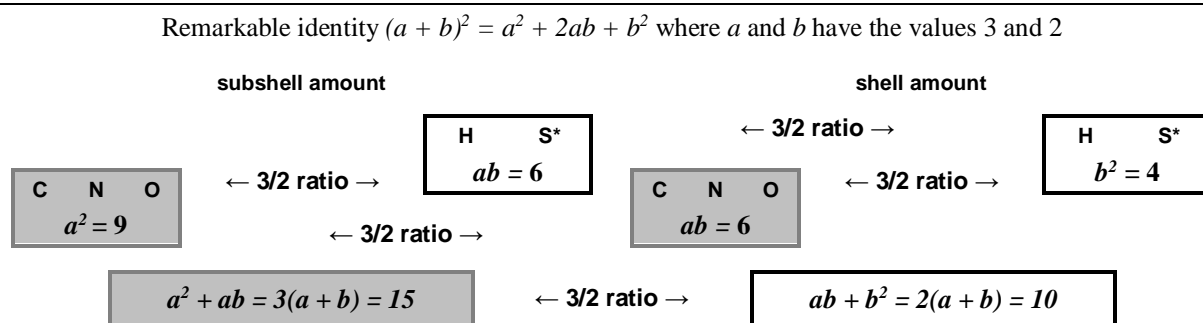 Remarkable identity (a + b)² = a² + 2ab + b² where a and b have the values 3 and 2
subshell amount shell amount
H S* ← 3/2 ratio → H S*
C N O ← 3/2 ratio → ab = 6 C N O ← 3/2 ratio → b² = 4
a² = 9 ← 3/2 ratio → ab = 6
a² + ab = 3(a + b) = 15 ← 3/2 ratio → ab + b² = 2(a + b) = 10